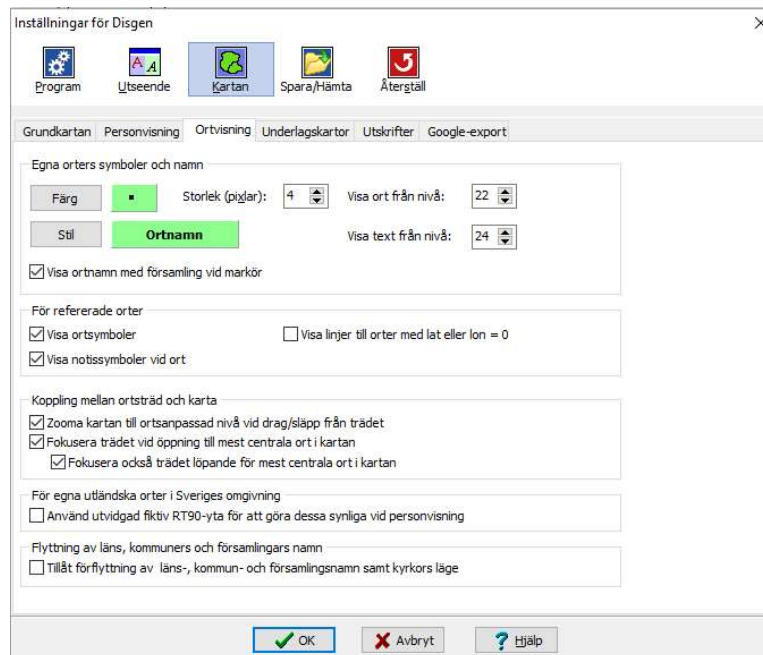 Inställningar för Disgen
Program Utseende Kartan Spara/Hämta Återställ
Grundkartan Personvisning Ortvisning Underlagskartor Utskrifter Google-export
Egna orters symboler och namn
Färg Storlek (pixlar): 4 Visa ort från nivå: 22
Stil Ortnamn Visa text från nivå: 24
Visa ortnamn med församling vid markör
För refererade orter
Visa ortsymboler Visa linjer till orter med lat eller lon = 0
Visa notissymboler vid ort
Koppling mellan ortsträd och karta
Zooma kartan till ortsanpassad nivå vid drag/släpp från trädet
Fokusera trädet vid öppning till mest centrala ort i kartan
Fokusera också trädet löpande för mest centrala ort i kartan
För egna utländska orter i Sveriges omgivning
Använd utvidgad fiktiv RT90-yta för att göra dessa synliga vid personvisning
Flyttning av läns, kommuners och församlingars namn
Tillåt förflyttning av läns-, kommun- och församlingsnamn samt kyrkors läge
OK Avbryt Hjälp